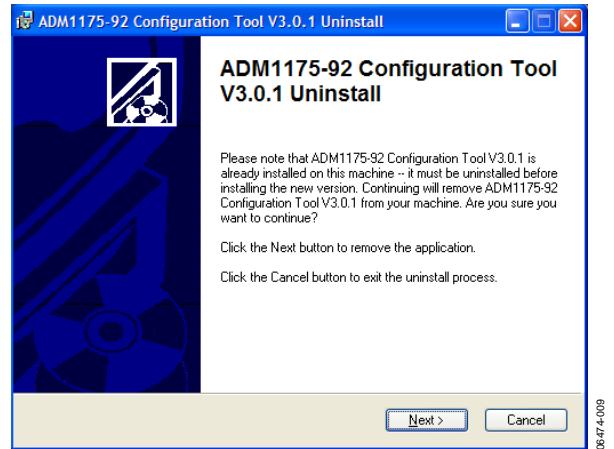 ADM1175-92 Configuration Tool V3.0.1 Uninstall
ADM1175-92 Configuration Tool
V3.0.1 Uninstall
Please note that ADM1175-92 Configuration Tool V3.0.1 is
already installed on this machine -- it must be uninstalled before
installing the new version. Continuing will remove ADM1175-92
Configuration Tool V3.0.1 from your machine. Are you sure you
want to continue?
Click the Next button to remove the application.
Click the Cancel button to exit the uninstall process.
Next >
Cancel
06474-009